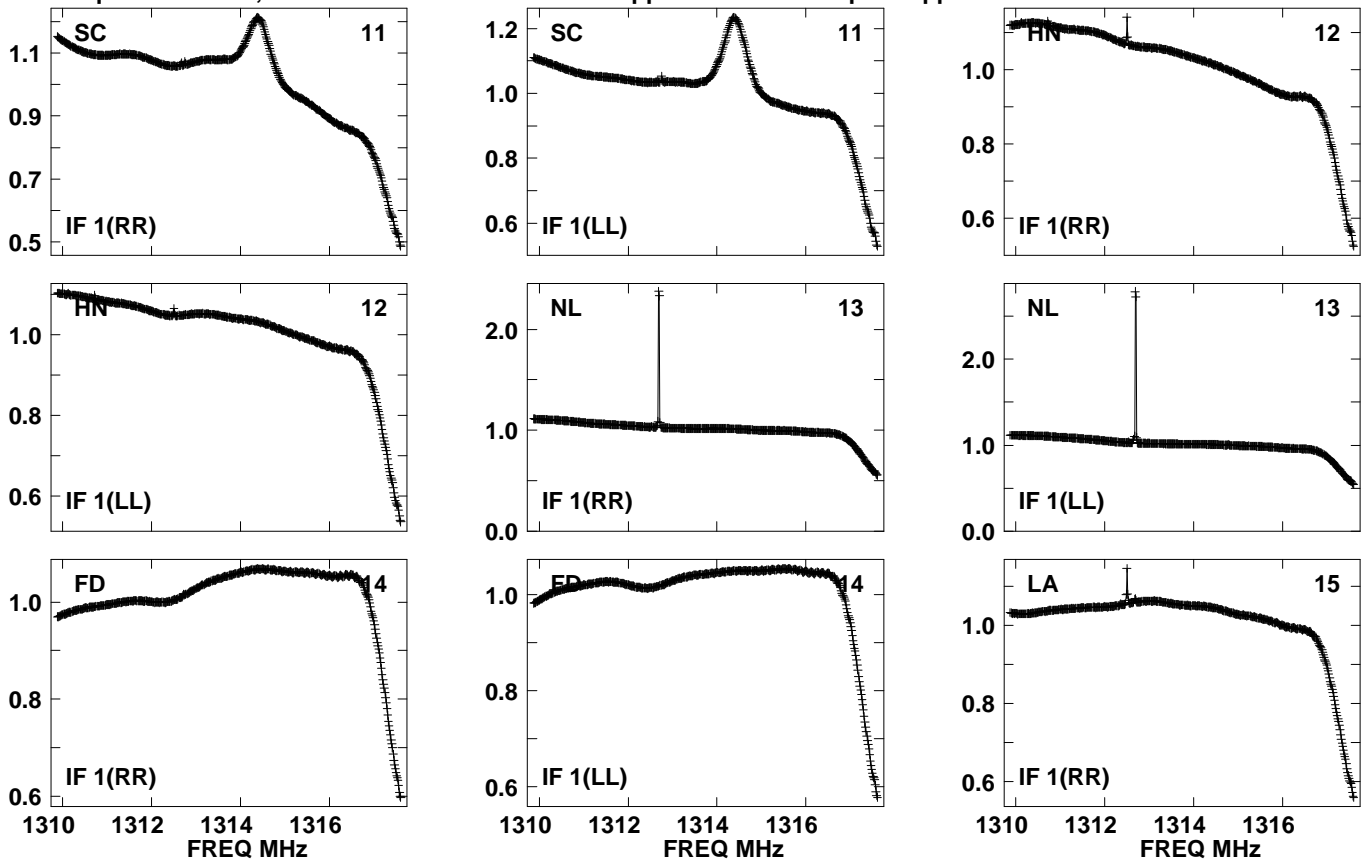 SC 11 SC 11 HN 12
1.1 1.2 1.0
0.9 1.0
0.7 0.8 0.8
0.5 0.6 0.6
IF 1(RR) IF 1(LL) IF 1(RR)
HN 12 NL 13 NL 13
1.0 2.0 2.0
0.8 1.0 1.0
0.6 0.0 0.0
IF 1(LL) IF 1(RR) IF 1(LL)
FD 14 FD 14 LA 15
1.0 1.0 1.0
0.8 0.8 0.8
0.6 0.6 0.6
IF 1(RR) IF 1(LL) IF 1(RR)
1310 1312 1314 1316 1310 1312 1314 1316 1310 1312 1314 1316
FREQ MHz FREQ MHz FREQ MHz